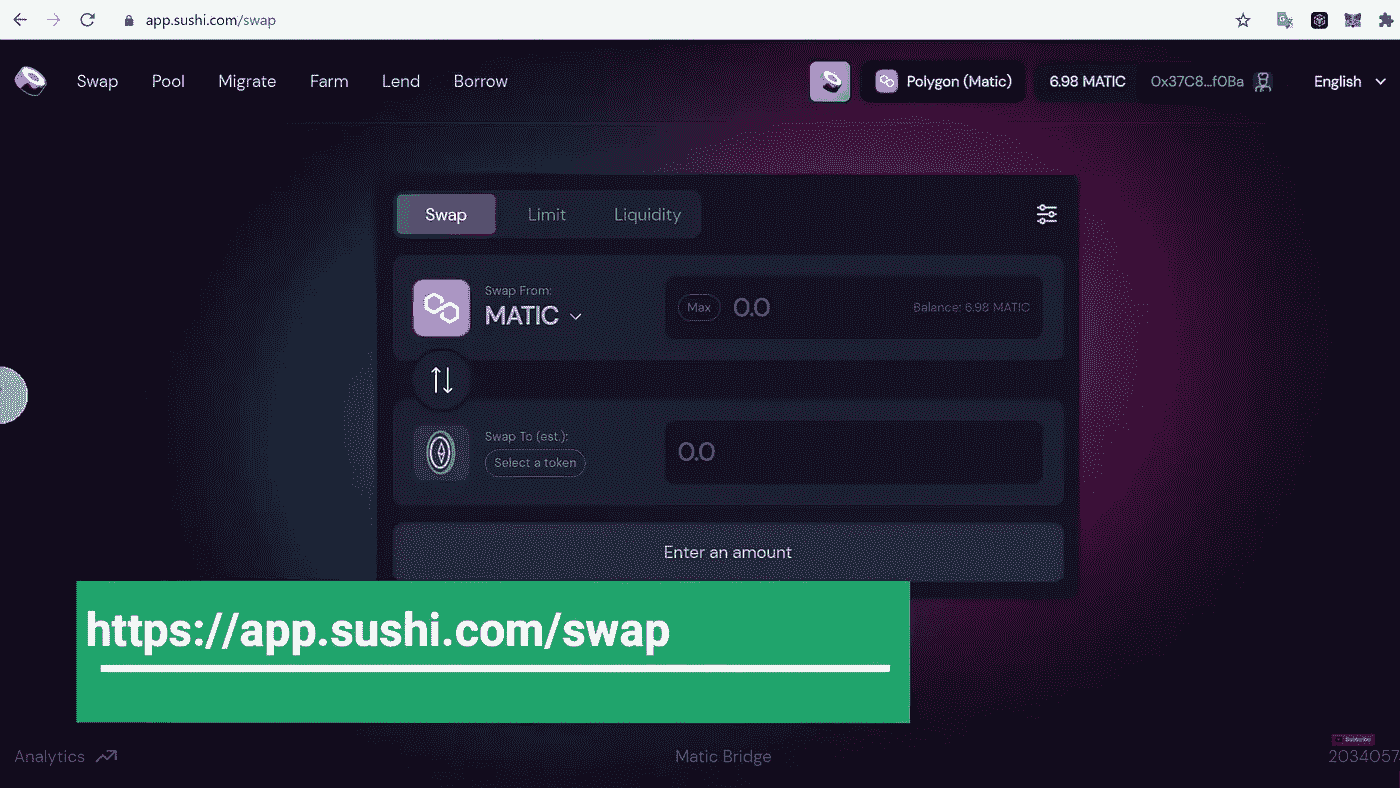 app.sushi.com/swap
Swap Pool Migrate Farm Lend Borrow Polygon (Matic) 6.98 MATIC 0x37C8...f0Ba English
Swap Limit Liquidity
Swap From:
MATIC
Max 0.0 Balance: 6.98 MATIC
Swap To (est.):
Select a token
0.0
Enter an amount
https://app.sushi.com/swap
Subscribe
Analytics Matic Bridge 2034057